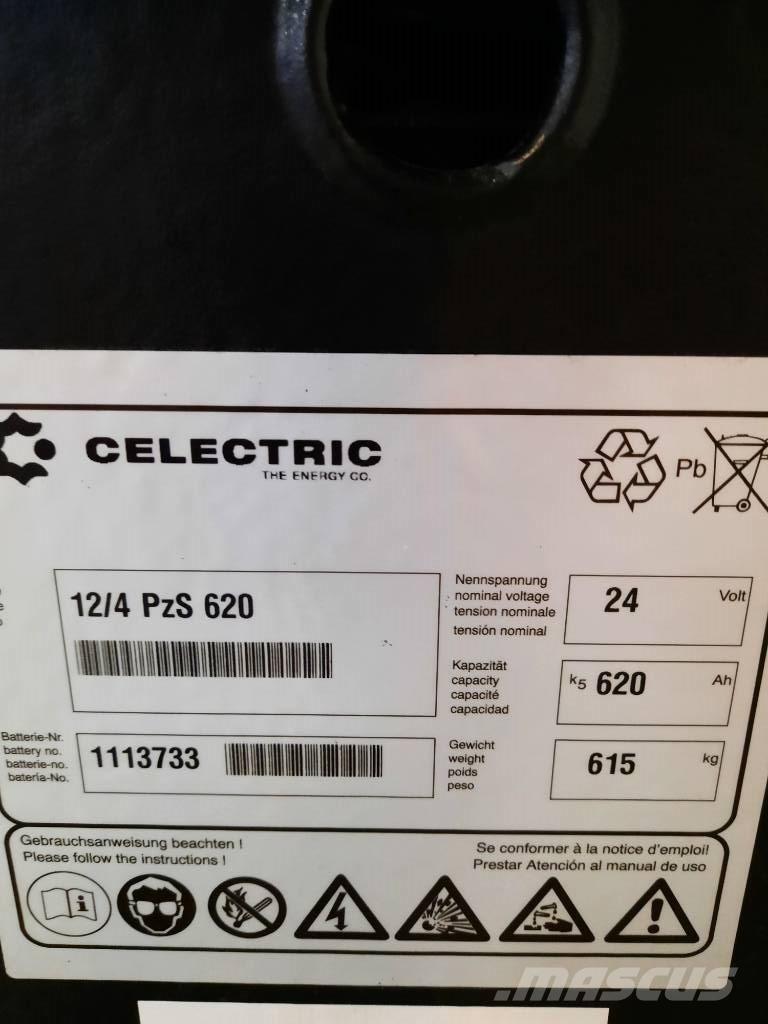 CELECTRIC
THE ENERGY CO.
Pb
12/4 PzS 620
Nennspannung
nominal voltage
tension nominale
tensión nominal
24 Volt
Kapazität
capacity
capacité
capacidad
k5 620 Ah
Batterie-Nr.
battery no.
batterie-no.
batería-No.
1113733
Gewicht
weight
poids
peso
615 kg
Gebrauchsanweisung beachten !
Please follow the instructions !
Se conformer à la notice d'emploi!
Prestar Atención al manual de uso
i
MASCUS